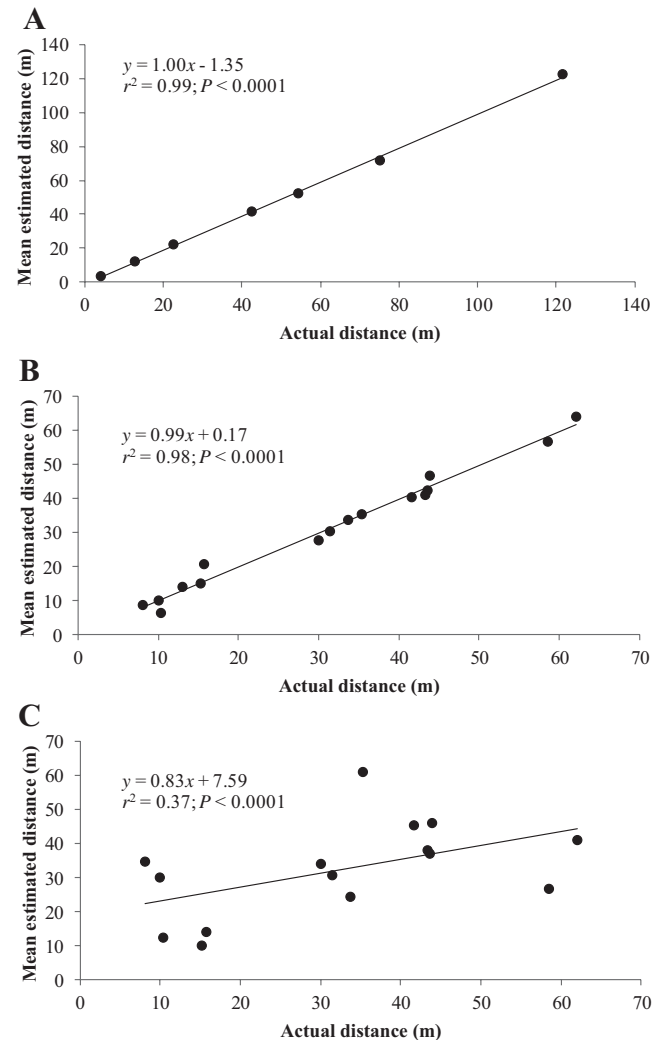 A
140
120
100
80
60
40
20
0
y = 1.00x - 1.35
r² = 0.99; P < 0.0001
Mean estimated distance (m)
0 20 40 60 80 100 120 140
Actual distance (m)
B
70
60
50
40
30
20
10
0
y = 0.99x + 0.17
r² = 0.98; P < 0.0001
Mean estimated distance (m)
0 10 20 30 40 50 60 70
Actual distance (m)
C
70
60
50
40
30
20
10
0
y = 0.83x + 7.59
r² = 0.37; P < 0.0001
Mean estimated distance (m)
0 10 20 30 40 50 60 70
Actual distance (m)